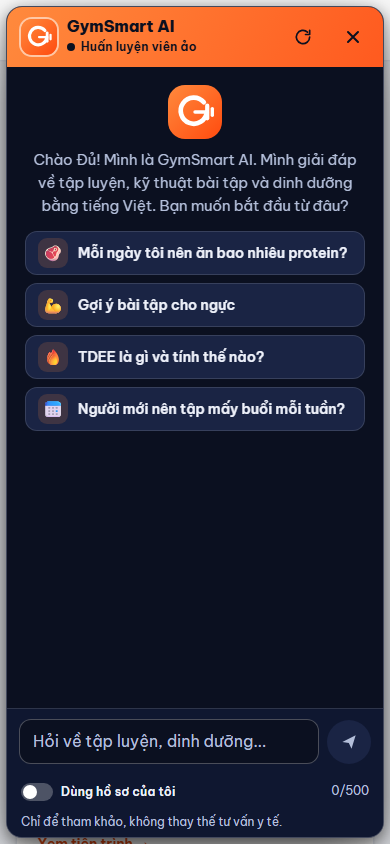 GymSmart AI
Huấn luyện viên ảo
Chào Đủ! Mình là GymSmart AI. Mình giải đáp
về tập luyện, kỹ thuật bài tập và dinh dưỡng
bằng tiếng Việt. Bạn muốn bắt đầu từ đâu?
Mỗi ngày tôi nên ăn bao nhiêu protein?
Gợi ý bài tập cho ngực
TDEE là gì và tính thế nào?
Người mới nên tập mấy buổi mỗi tuần?
Hỏi về tập luyện, dinh dưỡng...
Dùng hồ sơ của tôi
0/500
Chỉ để tham khảo, không thay thế tư vấn y tế.
Xem tiến trình